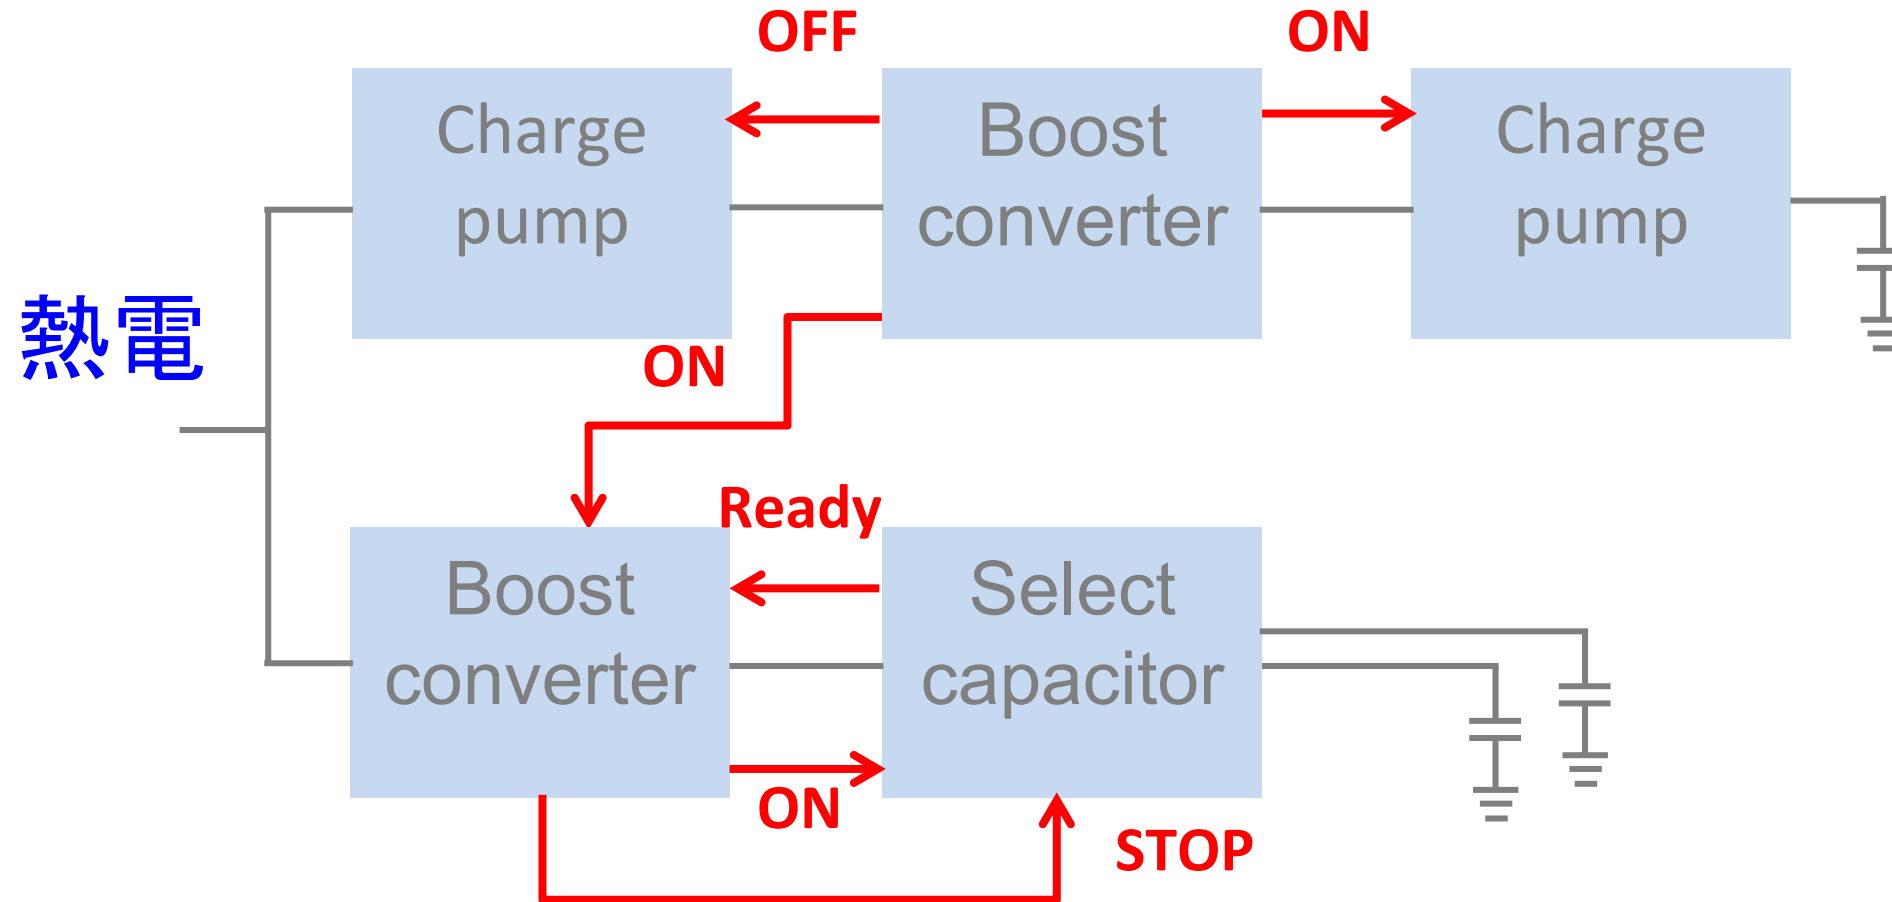 OFF
ON
Charge
pump
Boost
converter
Charge
pump
熱電
ON
Ready
Boost
converter
Select
capacitor
ON
STOP